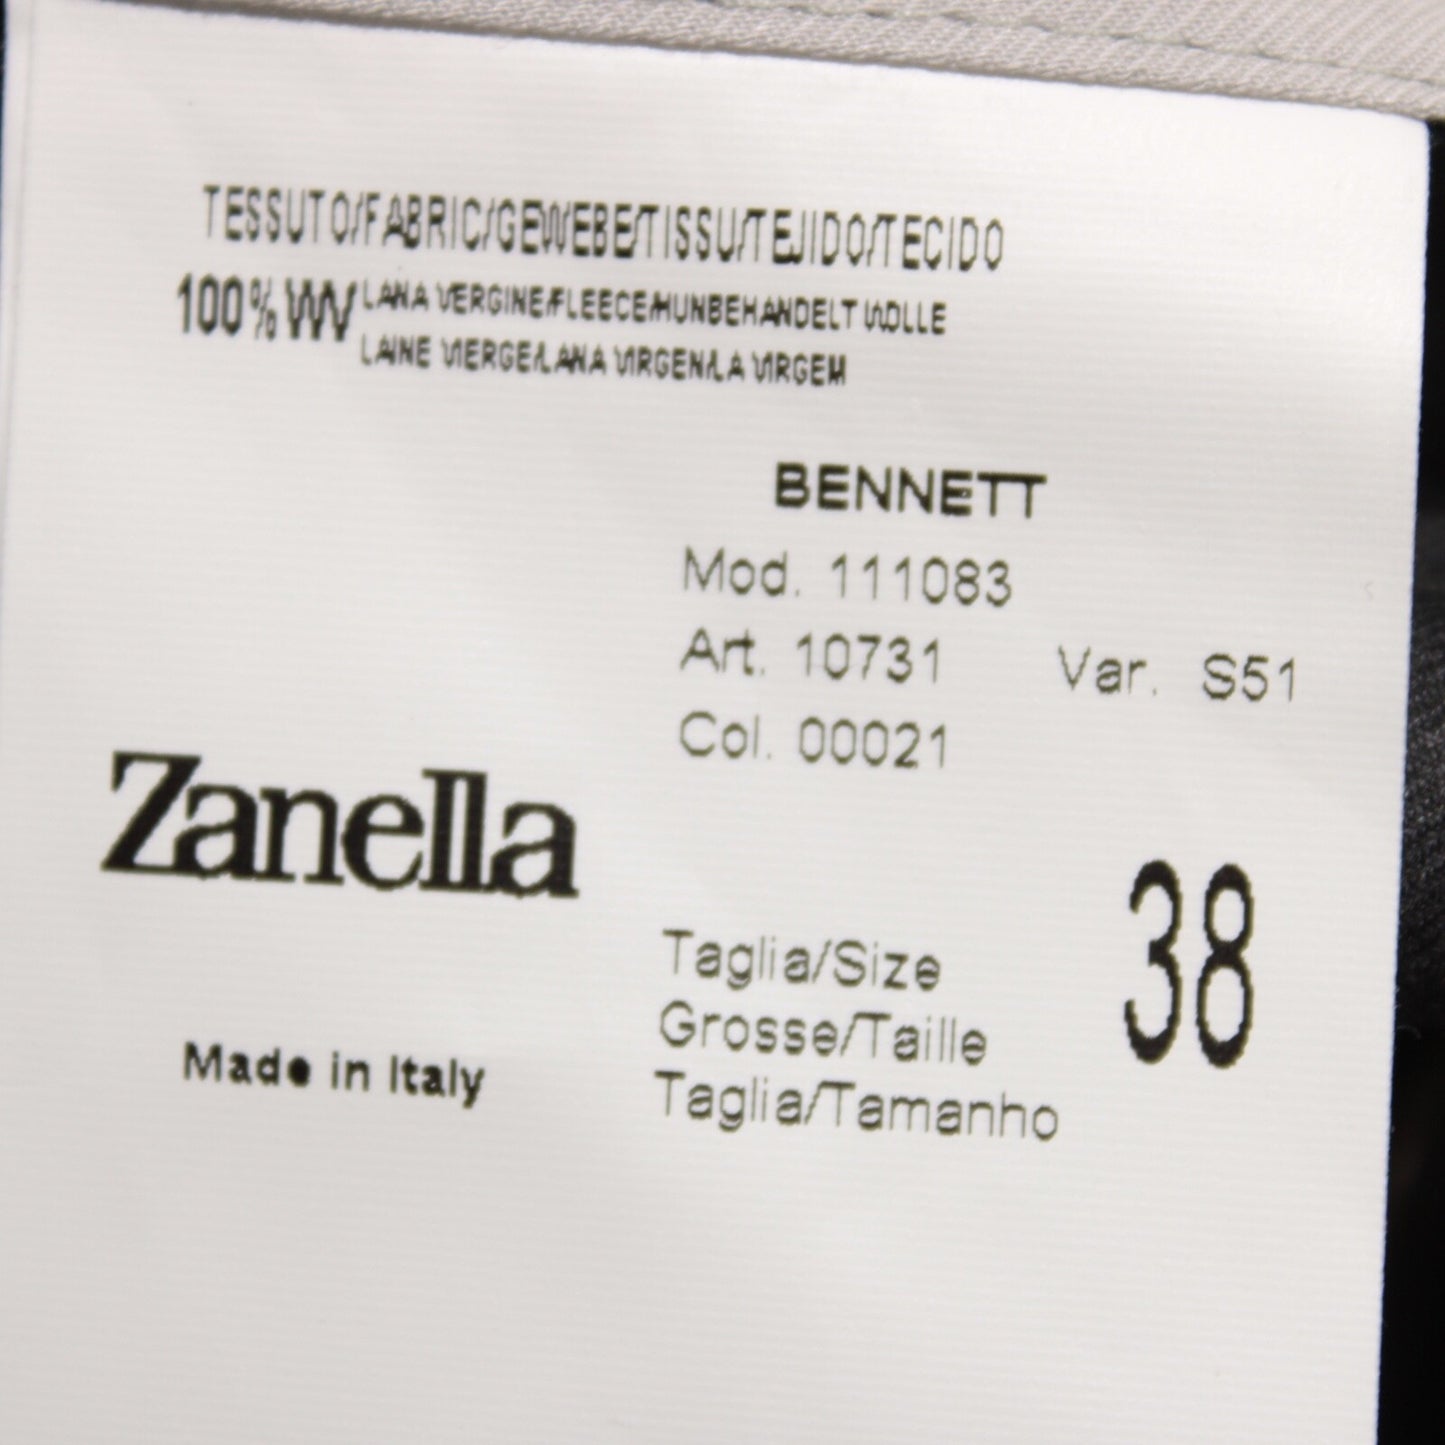 TESSUTO/FABRIC/GEWEBE/TISSU/TEJIDO/TECIDO
100% WV LANA VERGINE/FLEECE/HUNBEHANDELT WOLLE
LAINE VIERGE/LANA VIRGEN/LA VIRGEM
BENNETT
Mod. 111083
Art. 10731 Var. S51
Col. 00021
Zanella
Made in Italy
Taglia/Size
Grosse/Taille
Taglia/Tamanho
38